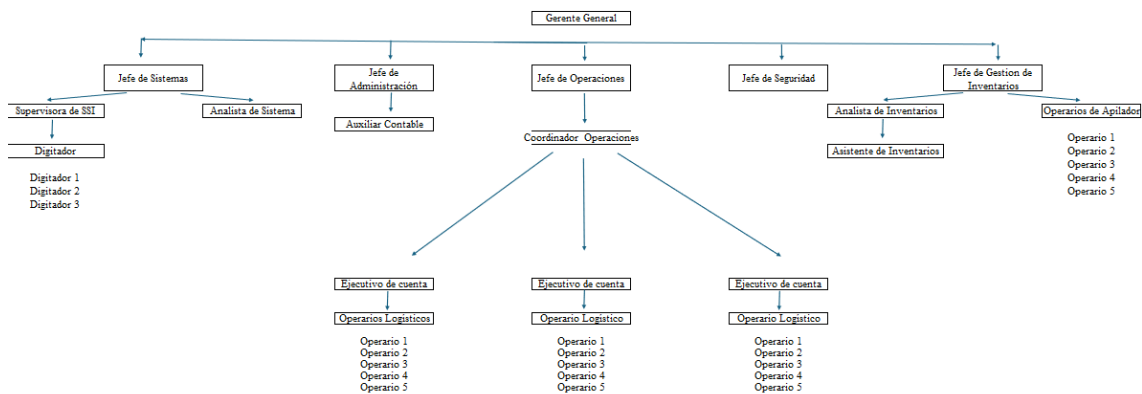 Gerente General
Jefe de Sistemas
Jefe de
Administración
Jefe de Operaciones
Jefe de Seguridad
Jefe de Gestion de
Inventarios
Supervisora de SSI
Analista de Sistema
Auxiliar Contable
Coordinador Operaciones
Analista de Inventarios
Operarios de Apilador
Digitador
Asistente de Inventarios
Digitador 1
Digitador 2
Digitador 3
Operario 1
Operario 2
Operario 3
Operario 4
Operario 5
Ejecutivo de cuenta
Ejecutivo de cuenta
Ejecutivo de cuenta
Operarios Logisticos
Operario Logistico
Operario Logistico
Operario 1
Operario 2
Operario 3
Operario 4
Operario 5
Operario 1
Operario 2
Operario 3
Operario 4
Operario 5
Operario 1
Operario 2
Operario 3
Operario 4
Operario 5